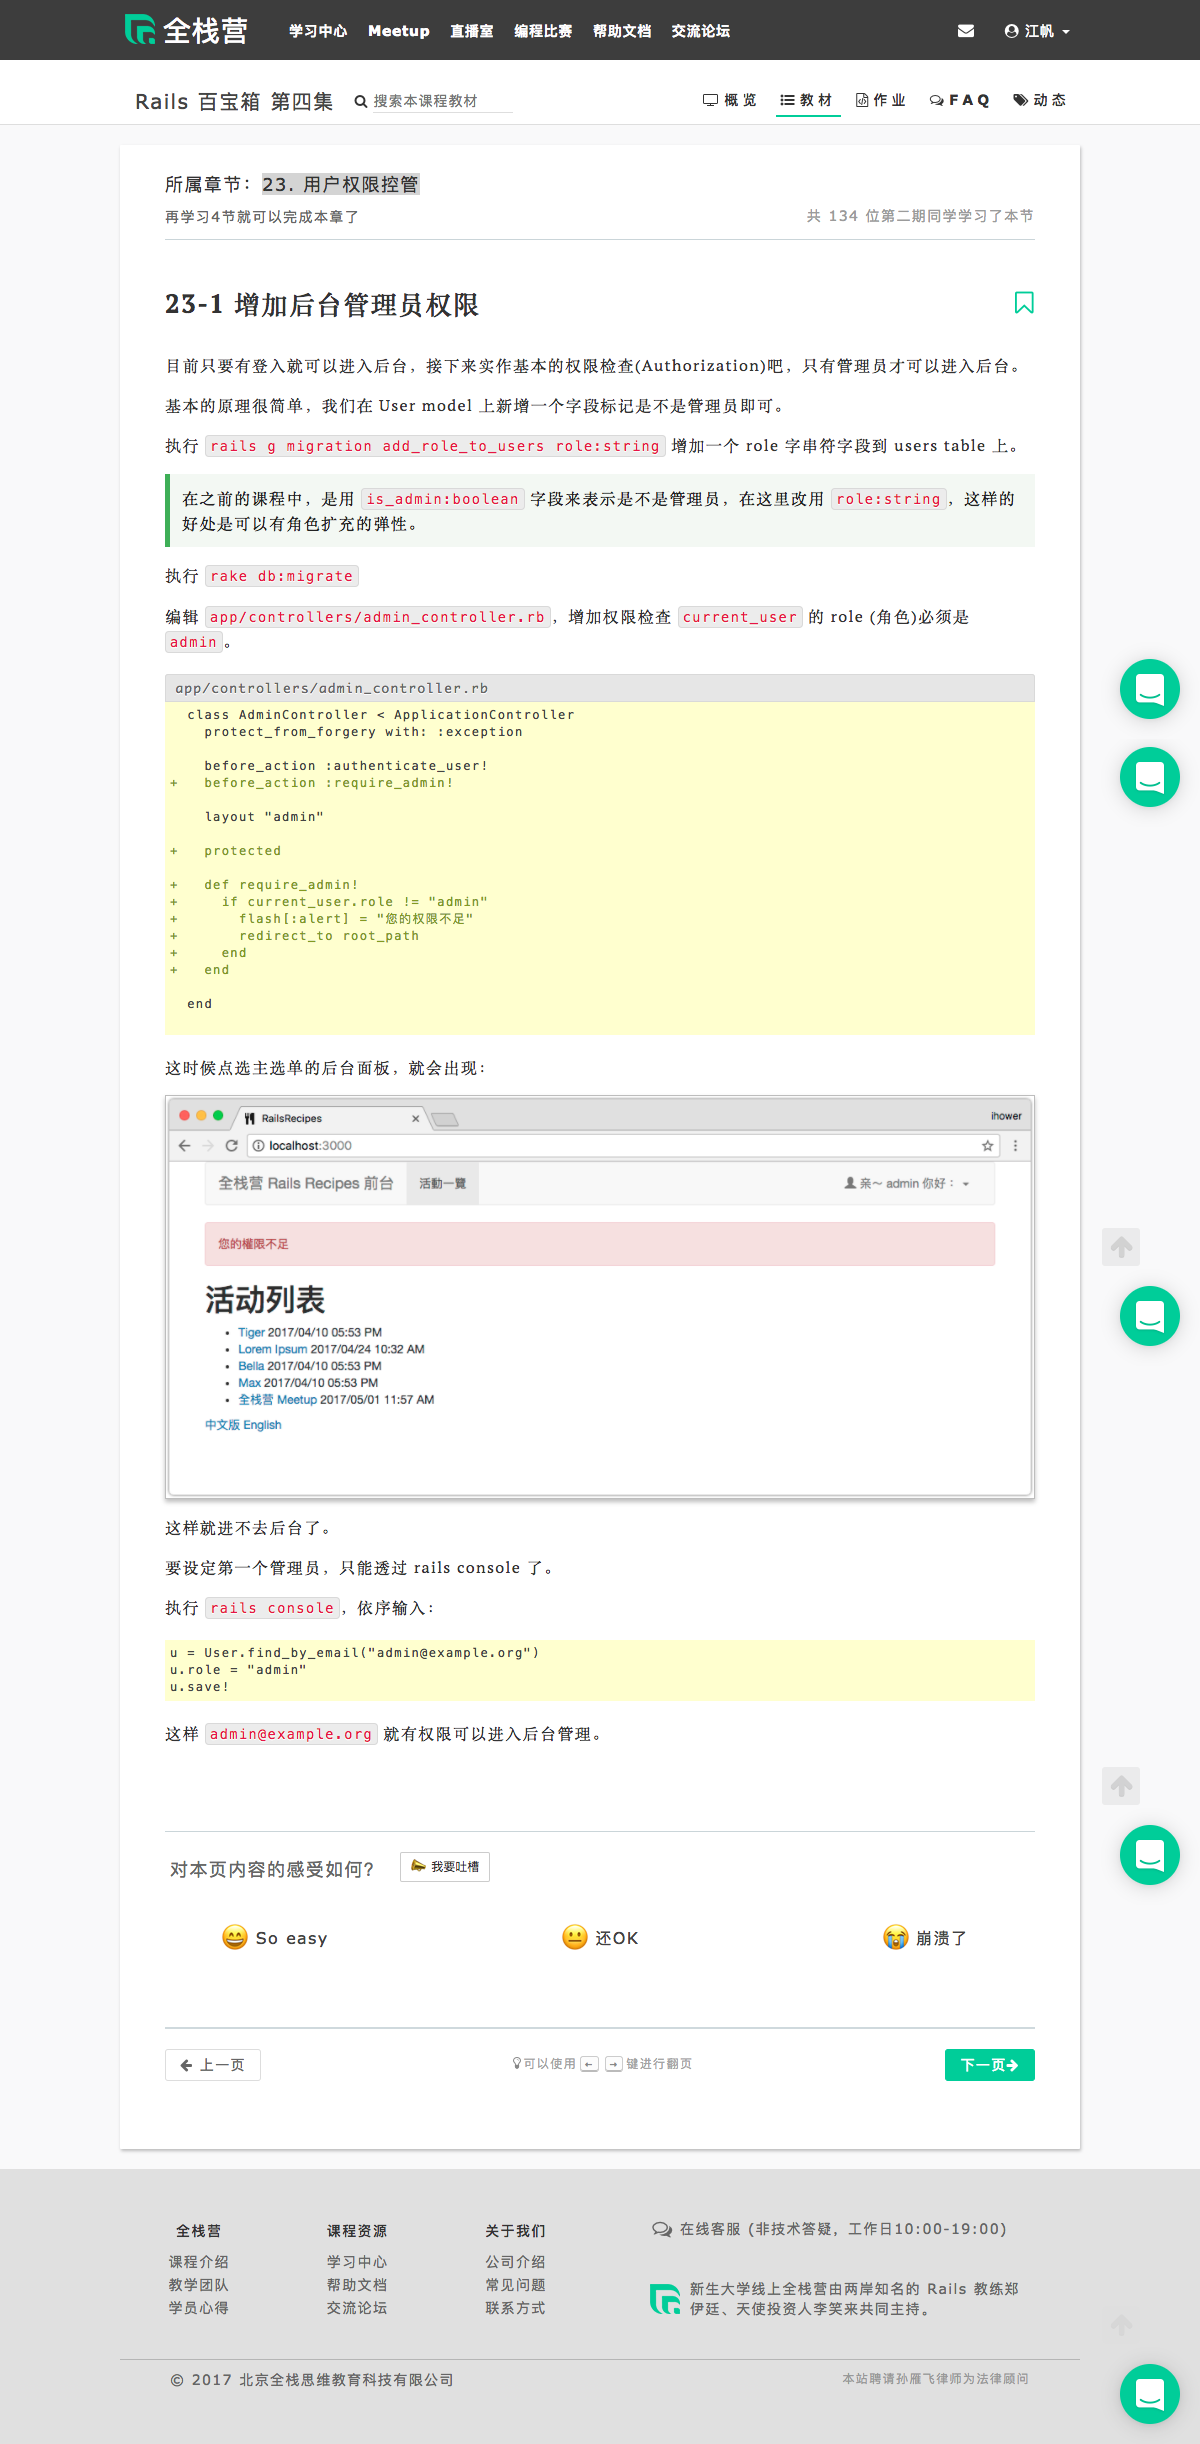 全栈营 学习中心 Meetup 直播室 编程比赛 帮助文档 交流论坛 江帆
Rails 百宝箱 第四集 搜索本课程教材 概览 教材 作业 FAQ 动态
所属章节：23. 用户权限控管
再学习4节就可以完成本章了 共 134 位第二期同学学习了本节
23-1 增加后台管理员权限
目前只要有登入就可以进入后台，接下来实作基本的权限检查(Authorization)吧，只有管理员才可以进入后台。
基本的原理很简单，我们在 User model 上新增一个字段标记是不是管理员即可。
执行 rails g migration add_role_to_users role:string 增加一个 role 字串符字段到 users table 上。
在之前的课程中，是用 is_admin:boolean 字段来表示是不是管理员，在这里改用 role:string，这样的
好处是可以有角色扩充的弹性。
执行 rake db:migrate
编辑 app/controllers/admin_controller.rb，增加权限检查 current_user 的 role (角色)必须是
admin。
app/controllers/admin_controller.rb
class AdminController < ApplicationController
protect_from_forgery with: :exception
before_action :authenticate_user!
+ before_action :require_admin!
layout "admin"
+ protected
+ def require_admin!
+ if current_user.role != "admin"
+ flash[:alert] = "您的权限不足"
+ redirect_to root_path
+ end
+ end
end
这时候点选主选单的后台面板，就会出现：
RailsRecipes ihower
localhost:3000
全栈营 Rails Recipes 前台 活動一覽 亲～ admin 你好：
您的權限不足
活动列表
Tiger 2017/04/10 05:53 PM
Lorem Ipsum 2017/04/24 10:32 AM
Bella 2017/04/10 05:53 PM
Max 2017/04/10 05:53 PM
全栈营 Meetup 2017/05/01 11:57 AM
中文版 English
这样就进不去后台了。
要设定第一个管理员，只能透过 rails console 了。
执行 rails console，依序输入：
u = User.find_by_email("admin@example.org")
u.role = "admin"
u.save!
这样 admin@example.org 就有权限可以进入后台管理。
对本页内容的感受如何? 我要吐槽
So easy 还OK 崩溃了
上一页 可以使用 ← → 键进行翻页 下一页
全栈营 课程资源 关于我们 在线客服 (非技术答疑，工作日10:00-19:00)
课程介绍 学习中心 公司介绍
教学团队 帮助文档 常见问题 新生大学线上全栈营由两岸知名的 Rails 教练郑
学员心得 交流论坛 联系方式 伊廷、天使投资人李笑来共同主持。
© 2017 北京全栈思维教育科技有限公司 本站聘请孙雁飞律师为法律顾问